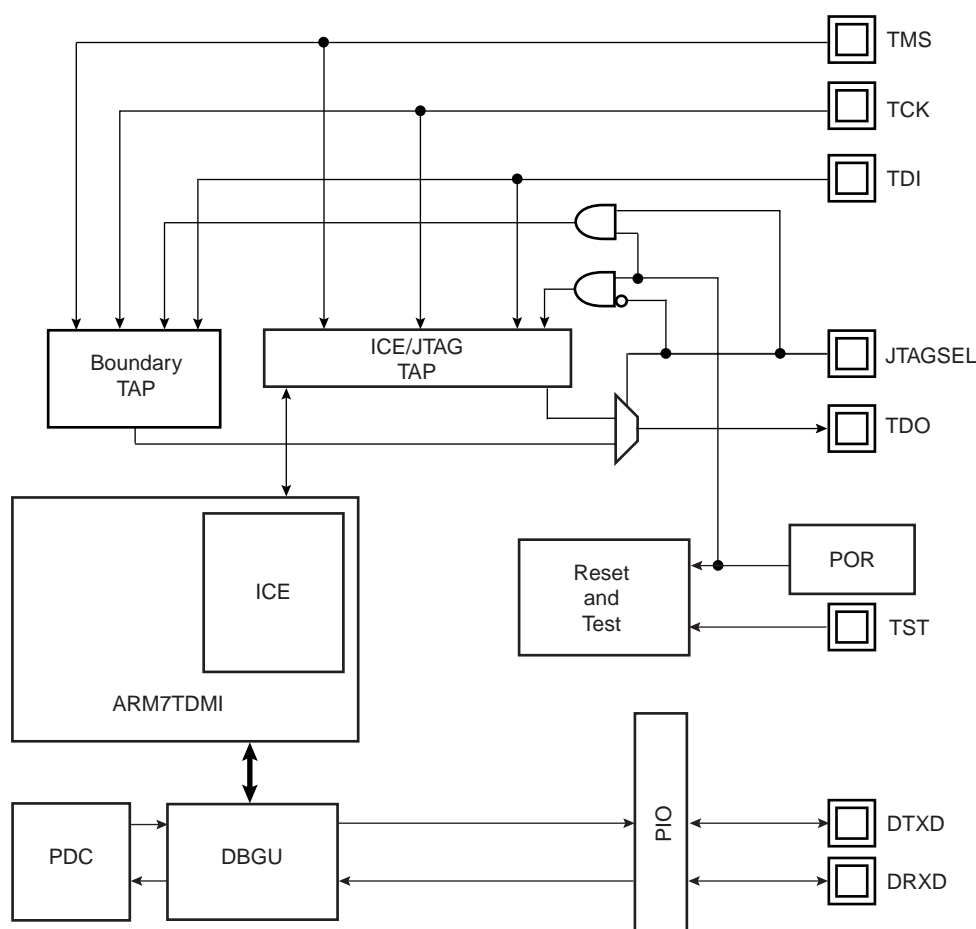 TMS
TCK
TDI
Boundary
TAP
ICE/JTAG
TAP
JTAGSEL
TDO
ICE
ARM7TDMI
Reset
and
Test
POR
TST
PDC
DBGU
PIO
DTXD
DRXD